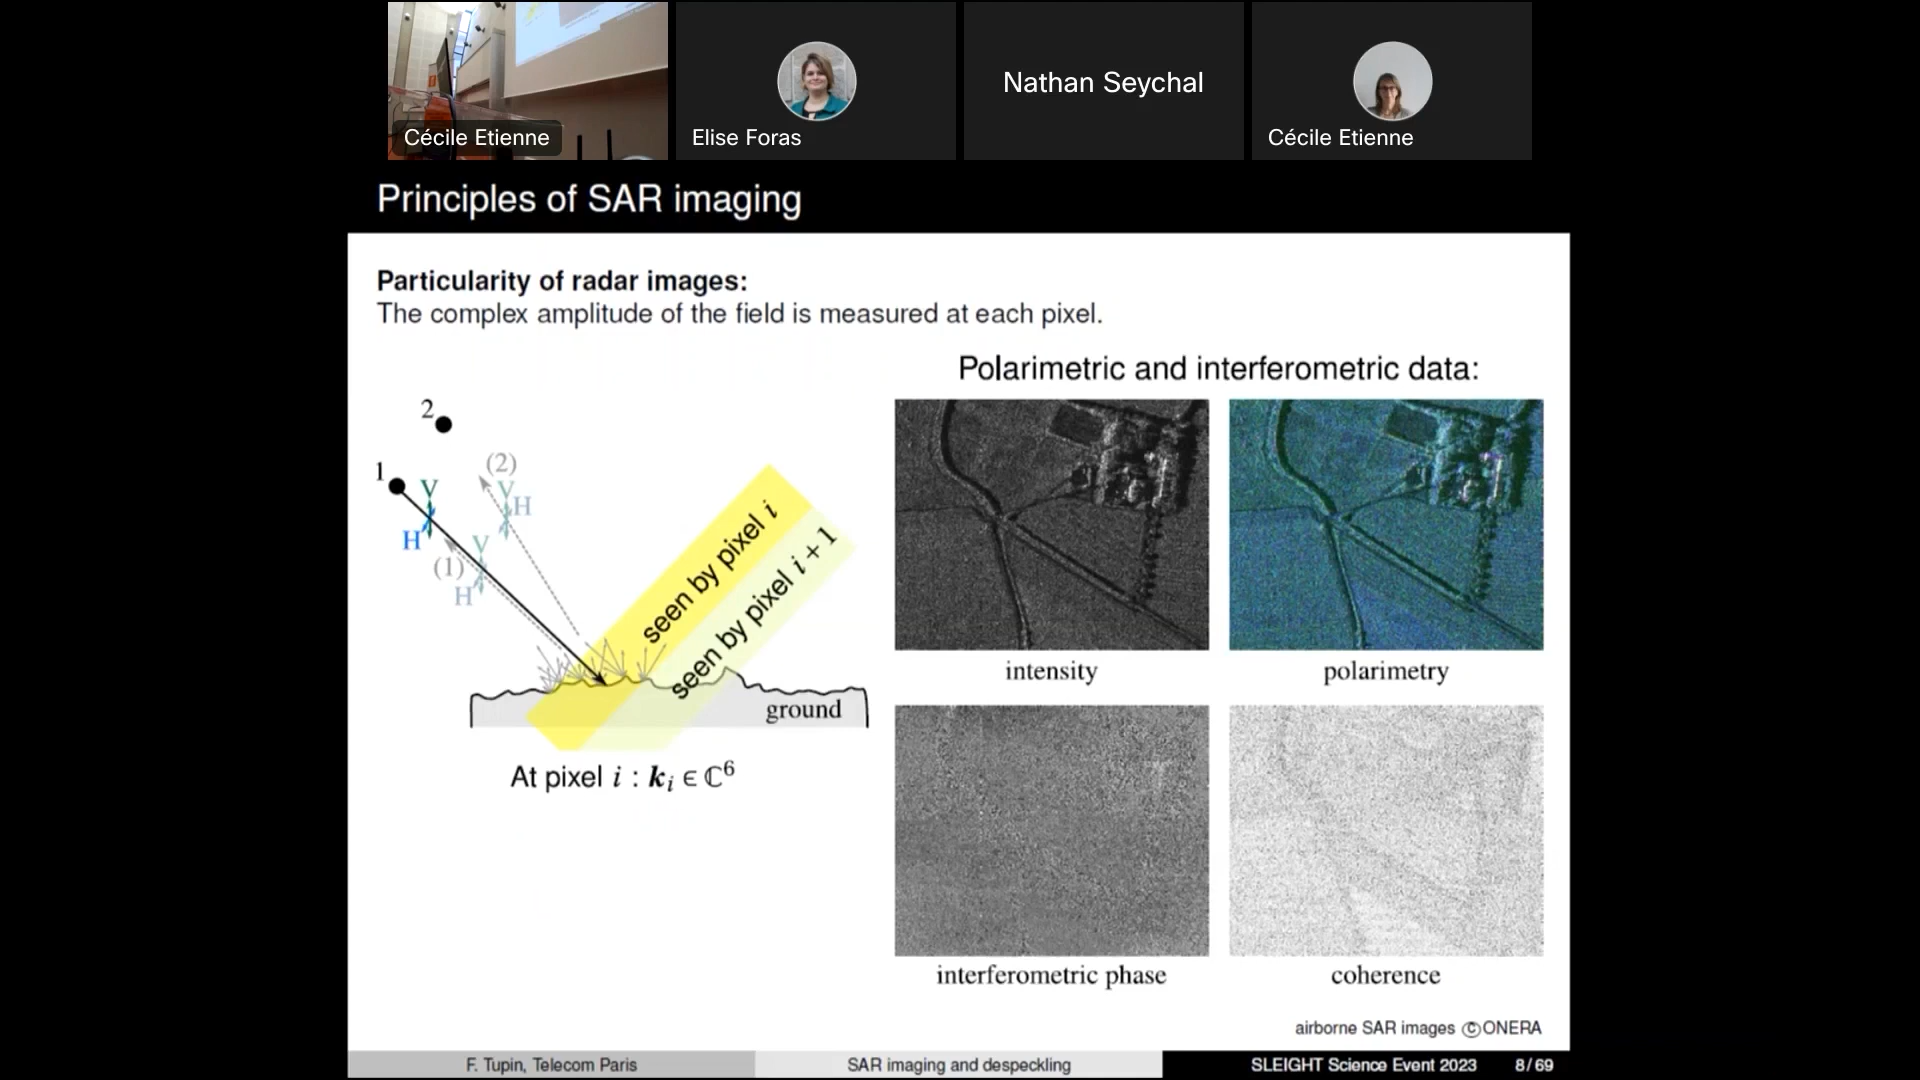 Cécile Etienne
Elise Foras
Nathan Seychal
Cécile Etienne
Principles of SAR imaging
Particularity of radar images:
The complex amplitude of the field is measured at each pixel.
Polarimetric and interferometric data:
2
1
V
H
(2)
V
H
V
(1)
H
seen by pixel i
seen by pixel i + 1
ground
At pixel i : k_i ∈ ℂ⁶
intensity
polarimetry
interferometric phase
coherence
airborne SAR images ©ONERA
F. Tupin, Telecom Paris
SAR imaging and despeckling
SLEIGHT Science Event 2023
8/69